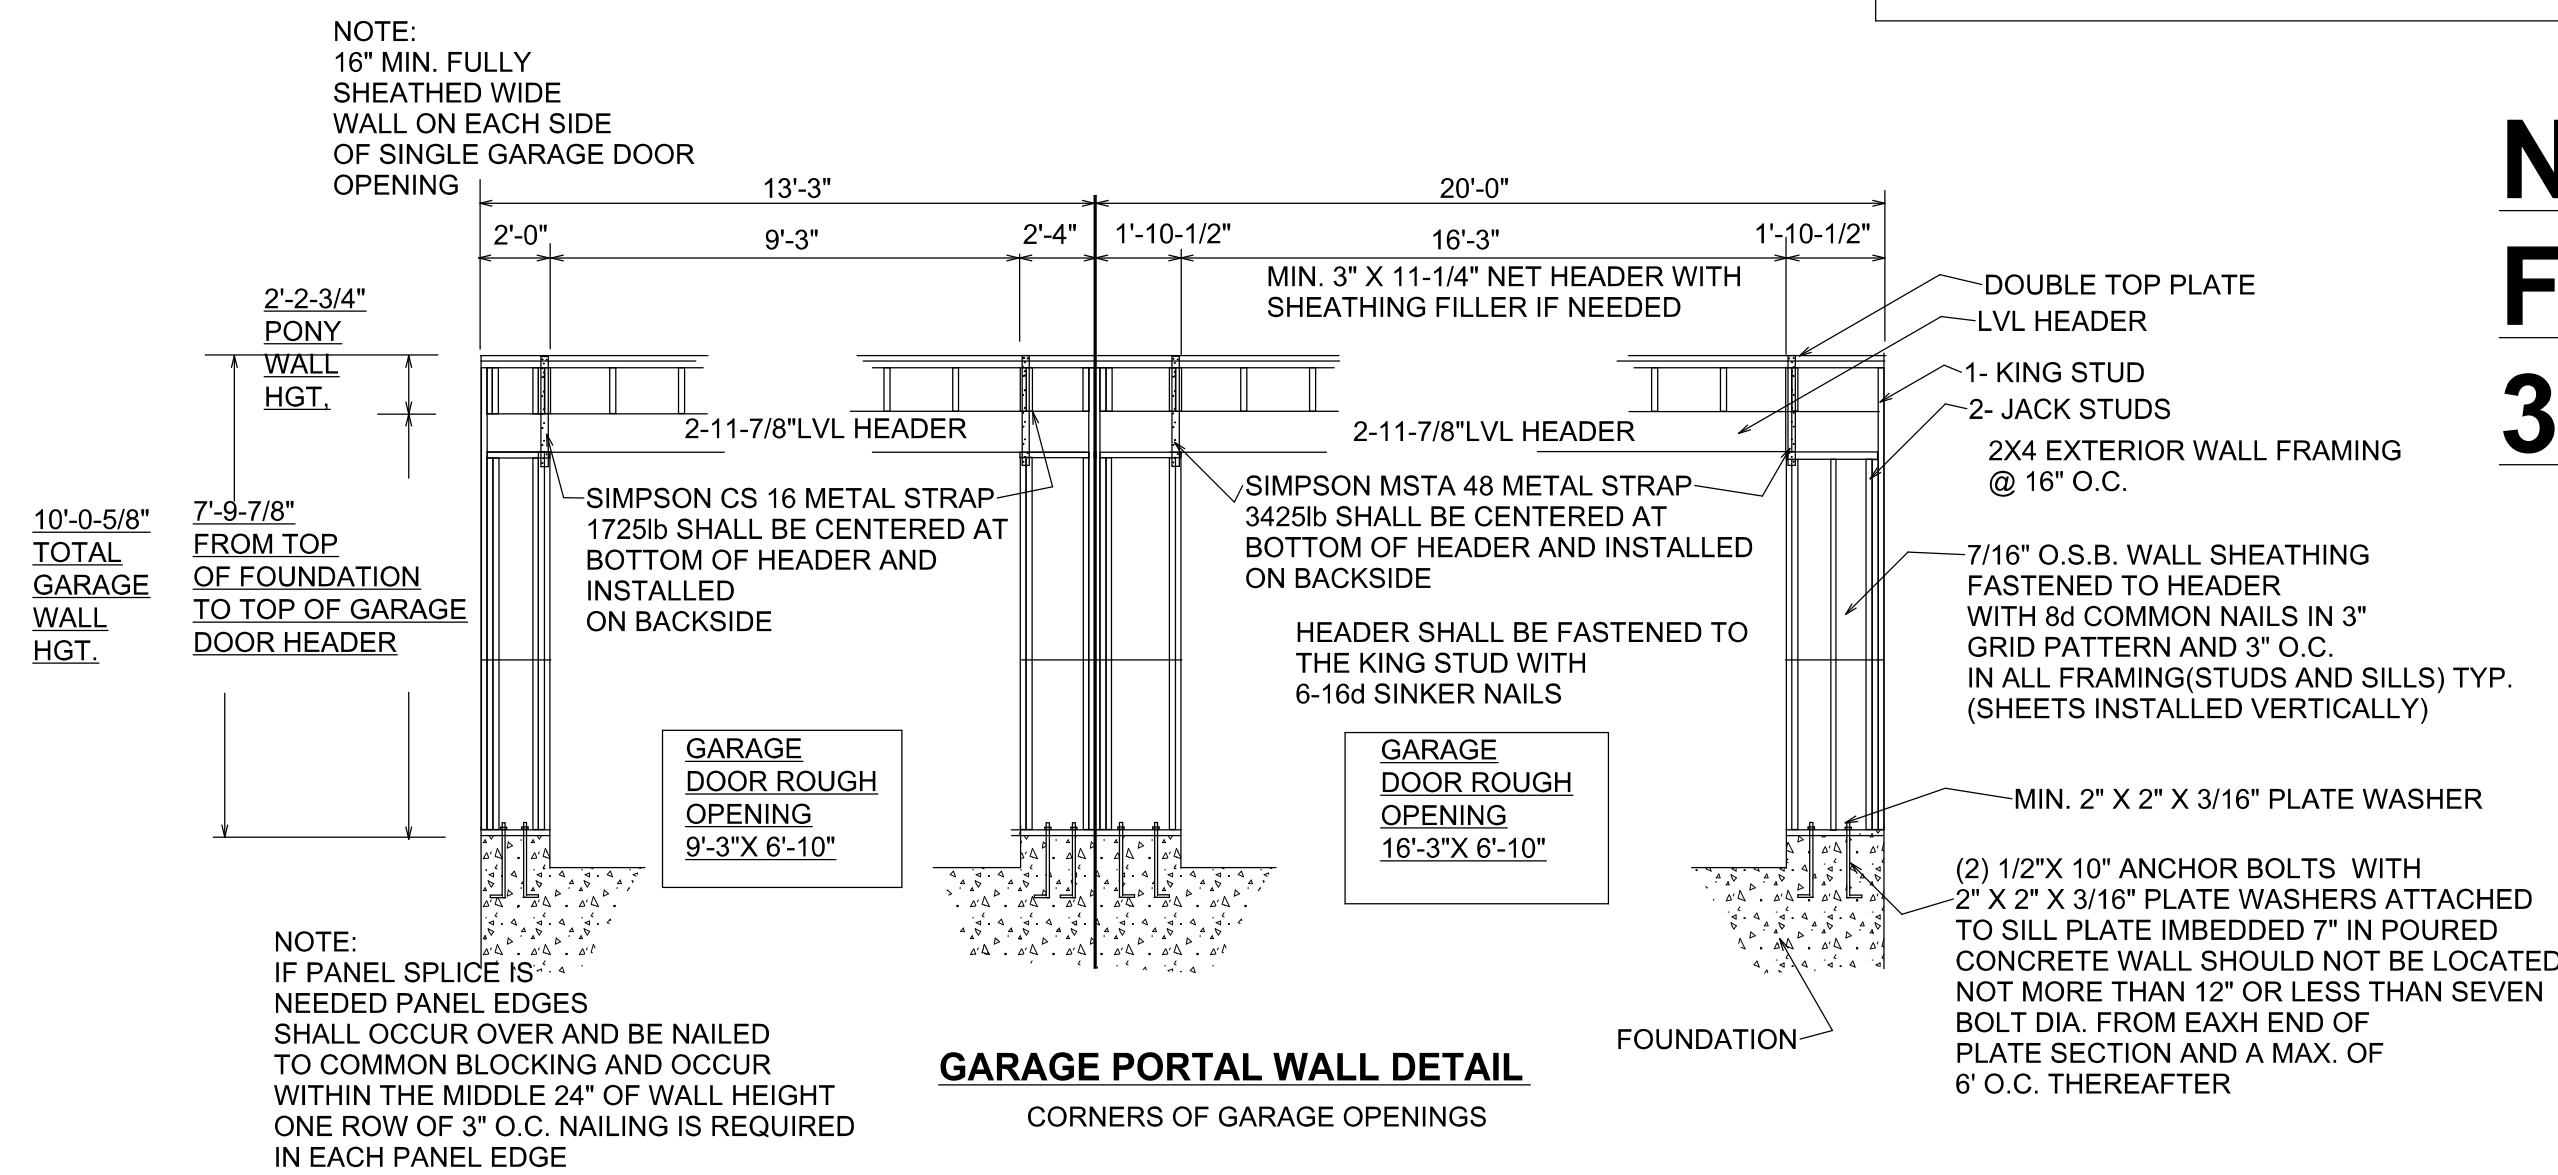 NOTE:
16" MIN. FULLY
SHEATHED WIDE
WALL ON EACH SIDE
OF SINGLE GARAGE DOOR
OPENING
13'-3"
20'-0"
2'-0"
9'-3"
2'-4"
1'-10-1/2"
16'-3"
1'-10-1/2"
MIN. 3" X 11-1/4" NET HEADER WITH
SHEATHING FILLER IF NEEDED
2'-2-3/4"
PONY
WALL
HGT,
DOUBLE TOP PLATE
LVL HEADER
1- KING STUD
2- JACK STUDS
2X4 EXTERIOR WALL FRAMING
@ 16" O.C.
2-11-7/8"LVL HEADER
2-11-7/8"LVL HEADER
10'-0-5/8"
TOTAL
GARAGE
WALL
HGT.
7'-9-7/8"
FROM TOP
OF FOUNDATION
TO TOP OF GARAGE
DOOR HEADER
SIMPSON CS 16 METAL STRAP
1725lb SHALL BE CENTERED AT
BOTTOM OF HEADER AND
INSTALLED
ON BACKSIDE
SIMPSON MSTA 48 METAL STRAP
3425lb SHALL BE CENTERED AT
BOTTOM OF HEADER AND INSTALLED
ON BACKSIDE
HEADER SHALL BE FASTENED TO
THE KING STUD WITH
6-16d SINKER NAILS
7/16" O.S.B. WALL SHEATHING
FASTENED TO HEADER
WITH 8d COMMON NAILS IN 3"
GRID PATTERN AND 3" O.C.
IN ALL FRAMING(STUDS AND SILLS) TYP.
(SHEETS INSTALLED VERTICALLY)
GARAGE
DOOR ROUGH
OPENING
9'-3"X 6'-10"
GARAGE
DOOR ROUGH
OPENING
16'-3"X 6'-10"
MIN. 2" X 2" X 3/16" PLATE WASHER
(2) 1/2"X 10" ANCHOR BOLTS WITH
2" X 2" X 3/16" PLATE WASHERS ATTACHED
TO SILL PLATE IMBEDDED 7" IN POURED
CONCRETE WALL SHOULD NOT BE LOCATED
NOT MORE THAN 12" OR LESS THAN SEVEN
BOLT DIA. FROM EAXH END OF
PLATE SECTION AND A MAX. OF
6' O.C. THEREAFTER
FOUNDATION
NOTE:
IF PANEL SPLICE IS
NEEDED PANEL EDGES
SHALL OCCUR OVER AND BE NAILED
TO COMMON BLOCKING AND OCCUR
WITHIN THE MIDDLE 24" OF WALL HEIGHT
ONE ROW OF 3" O.C. NAILING IS REQUIRED
IN EACH PANEL EDGE
GARAGE PORTAL WALL DETAIL
CORNERS OF GARAGE OPENINGS
N
F
3